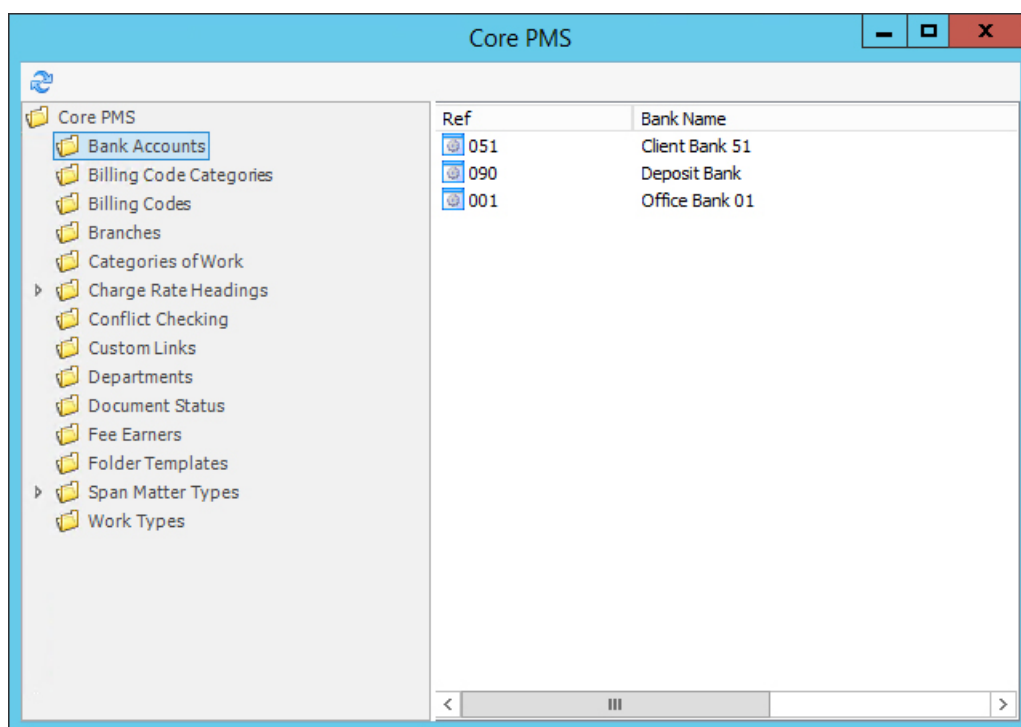 Core PMS
Core PMS
Bank Accounts
Billing Code Categories
Billing Codes
Branches
Categories of Work
Charge Rate Headings
Conflict Checking
Custom Links
Departments
Document Status
Fee Earners
Folder Templates
Span Matter Types
Work Types
Ref Bank Name
051 Client Bank 51
090 Deposit Bank
001 Office Bank 01